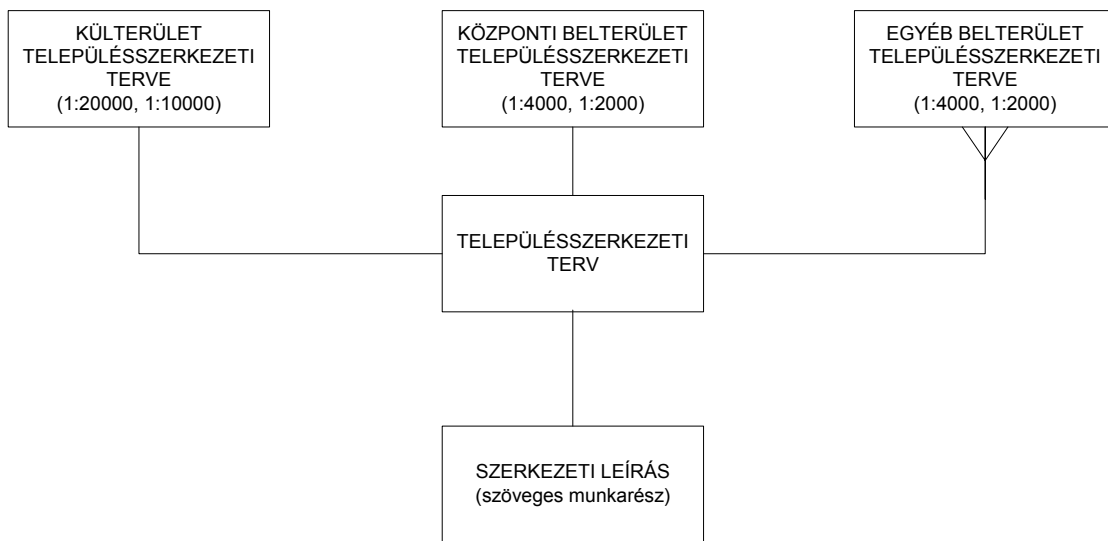 KÜLTERÜLET
TELEPÜLÉSSZERKEZETI
TERVE
(1:20000, 1:10000)
KÖZPONTI BELTERÜLET
TELEPÜLÉSSZERKEZETI
TERVE
(1:4000, 1:2000)
EGYÉB BELTERÜLET
TELEPÜLÉSSZERKEZETI
TERVE
(1:4000, 1:2000)
TELEPÜLÉSSZERKEZETI
TERV
SZERKEZETI LEÍRÁS
(szöveges munkarész)